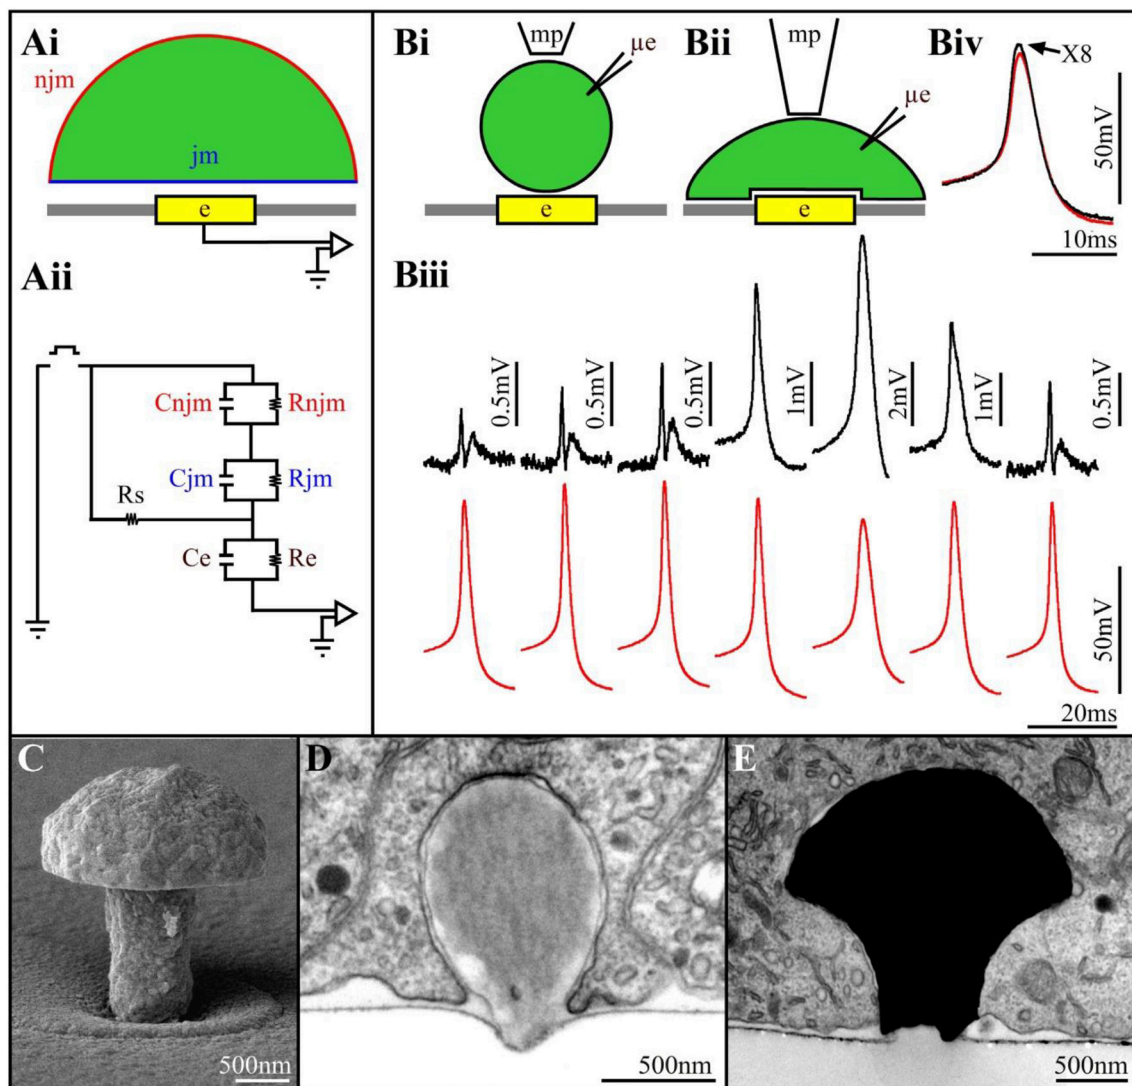 Ai
njm
jm
e
Aii
Cnjm
Rnjm
Cjm
Rjm
Rs
Ce
Re
Bi
mp
µe
e
Bii
mp
µe
e
Biv
X8
50mV
10ms
Biii
0.5mV
0.5mV
0.5mV
1mV
2mV
1mV
0.5mV
50mV
20ms
C
500nm
D
500nm
E
500nm